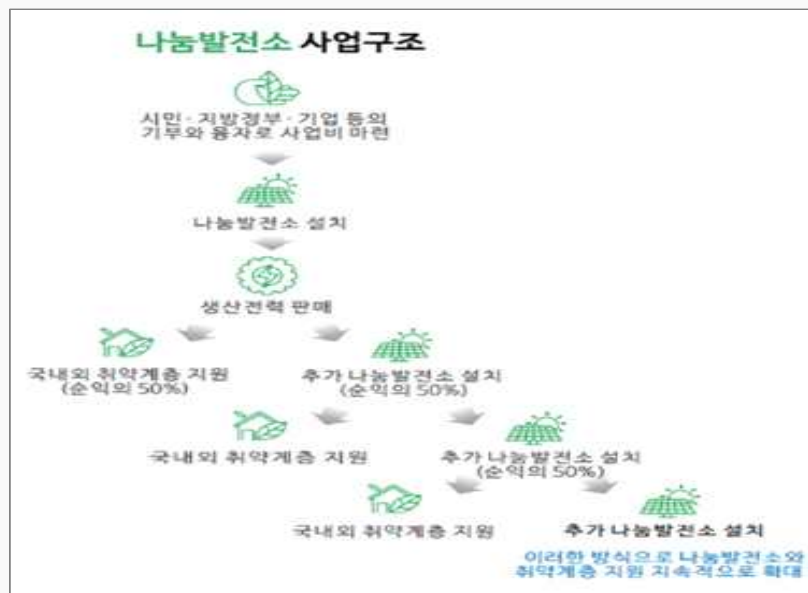 나눔발전소 사업구조
시민·지방정부·기업 등의
기부와 융자로 사업비 마련
나눔발전소 설치
생산전력 판매
국내외 취약계층 지원
(순익의 50%)
추가 나눔발전소 설치
(순익의 50%)
국내외 취약계층 지원
추가 나눔발전소 설치
(순익의 50%)
국내외 취약계층 지원
추가 나눔발전소 설치
이러한 방식으로 나눔발전소와
취약계층 지원 지속적으로 확대